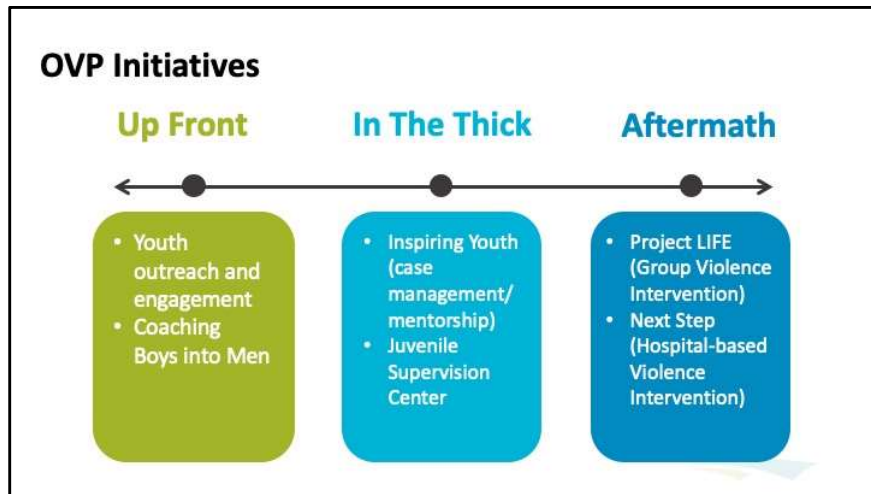 OVP Initiatives
Up Front
In The Thick
Aftermath
• Youth
outreach and
engagement
• Coaching
Boys into Men
• Inspiring Youth
(case
management/
mentorship)
• Juvenile
Supervision
Center
• Project LIFE
(Group Violence
Intervention)
• Next Step
(Hospital-based
Violence
Intervention)